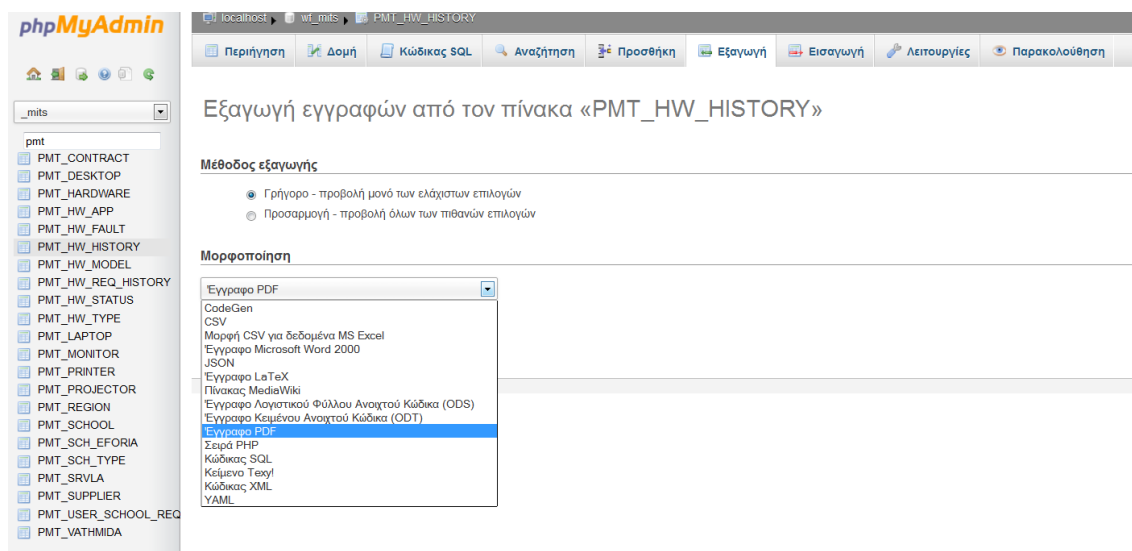 phpMyAdmin
localhost wf_mits PMT_HW_HISTORY
Περιήγηση Δομή Κώδικας SQL Αναζήτηση Προσθήκη Εξαγωγή Εισαγωγή Λειτουργίες Παρακολούθηση
_mits
pmt
PMT_CONTRACT
PMT_DESKTOP
PMT_HARDWARE
PMT_HW_APP
PMT_HW_FAULT
PMT_HW_HISTORY
PMT_HW_MODEL
PMT_HW_REQ_HISTORY
PMT_HW_STATUS
PMT_HW_TYPE
PMT_LAPTOP
PMT_MONITOR
PMT_PRINTER
PMT_PROJECTOR
PMT_REGION
PMT_SCHOOL
PMT_SCH_EFORIA
PMT_SCH_TYPE
PMT_SRVLA
PMT_SUPPLIER
PMT_USER_SCHOOL_REQ
PMT_VATHMIDA
Εξαγωγή εγγραφών από τον πίνακα «PMT_HW_HISTORY»
Μέθοδος εξαγωγής
Γρήγορο - προβολή μονό των ελάχιστων επιλογών
Προσαρμογή - προβολή όλων των πιθανών επιλογών
Μορφοποίηση
Έγγραφο PDF
CodeGen
CSV
Μορφή CSV για δεδομένα MS Excel
Έγγραφο Microsoft Word 2000
JSON
Έγγραφο LaTeX
Πίνακας MediaWiki
Έγγραφο Λογιστικού Φύλλου Ανοιχτού Κώδικα (ODS)
Έγγραφο Κειμένου Ανοιχτού Κώδικα (ODT)
Έγγραφο PDF
Σειρά PHP
Κώδικας SQL
Κείμενο Texy!
Κώδικας XML
YAML